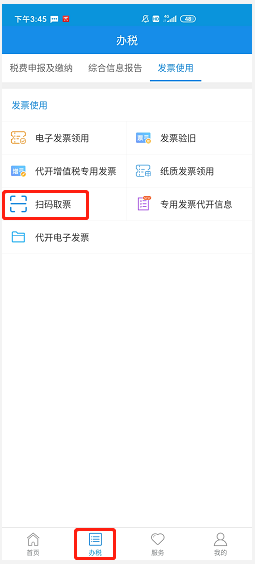 下午3:45
办税
税费申报及缴纳 综合信息报告 发票使用
发票使用
电子发票领用 发票验旧
代开增值税专用发票 纸质发票领用
扫码取票 专用发票代开信息
代开电子发票
首页 办税 服务 我的